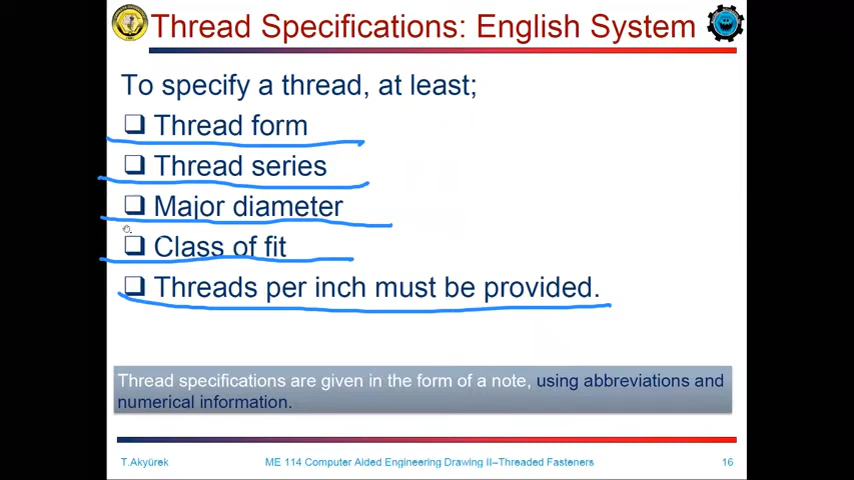 Thread Specifications: English System
To specify a thread, at least;
Thread form
Thread series
Major diameter
Class of fit
Threads per inch must be provided.
Thread specifications are given in the form of a note, using abbreviations and
numerical information.
T.Akyürek ME 114 Computer Aided Engineering Drawing II–Threaded Fasteners 16